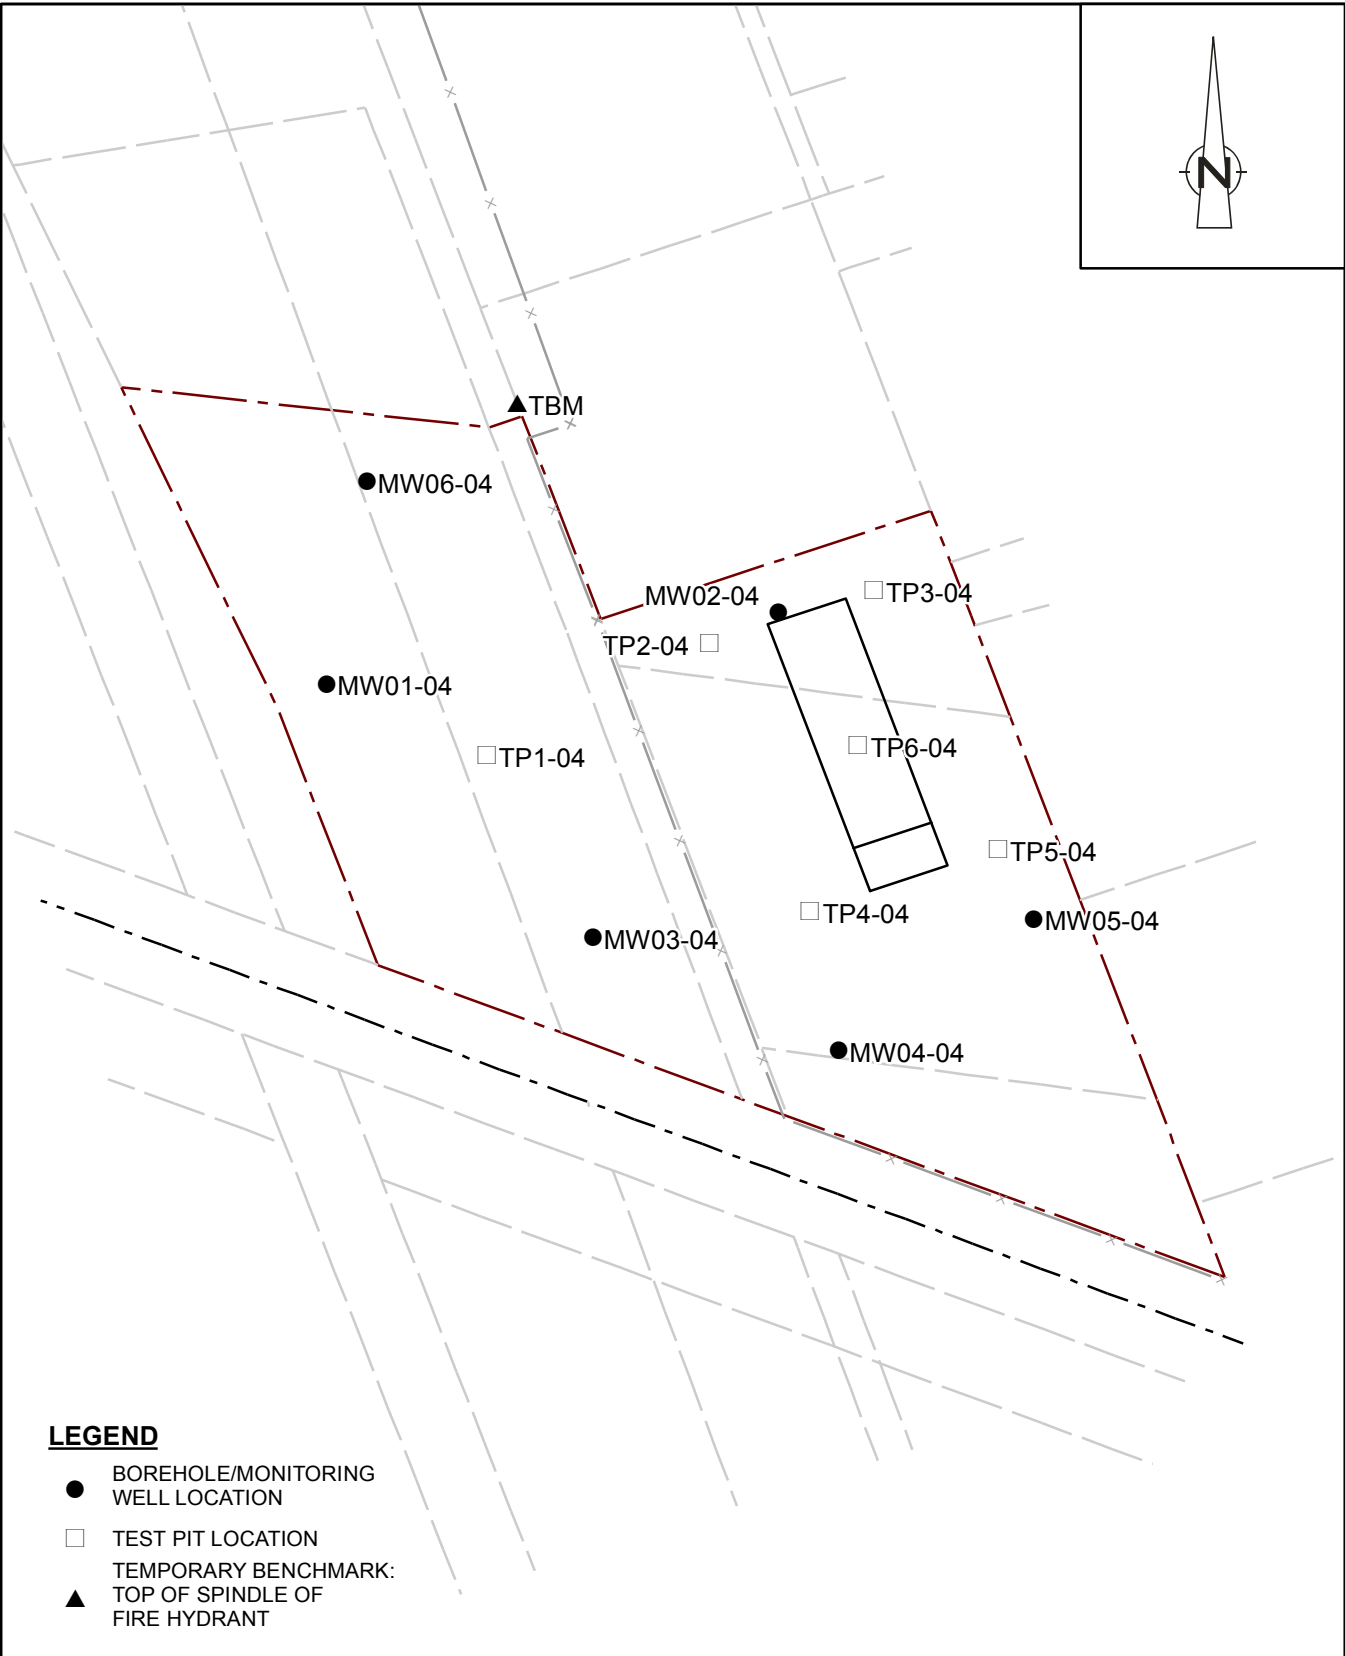 N
TBM
MW06-04
MW02-04
TP3-04
TP2-04
MW01-04
TP1-04
TP6-04
TP5-04
TP4-04
MW05-04
MW03-04
MW04-04
LEGEND
BOREHOLE/MONITORING
WELL LOCATION
TEST PIT LOCATION
TEMPORARY BENCHMARK:
TOP OF SPINDLE OF
FIRE HYDRANT